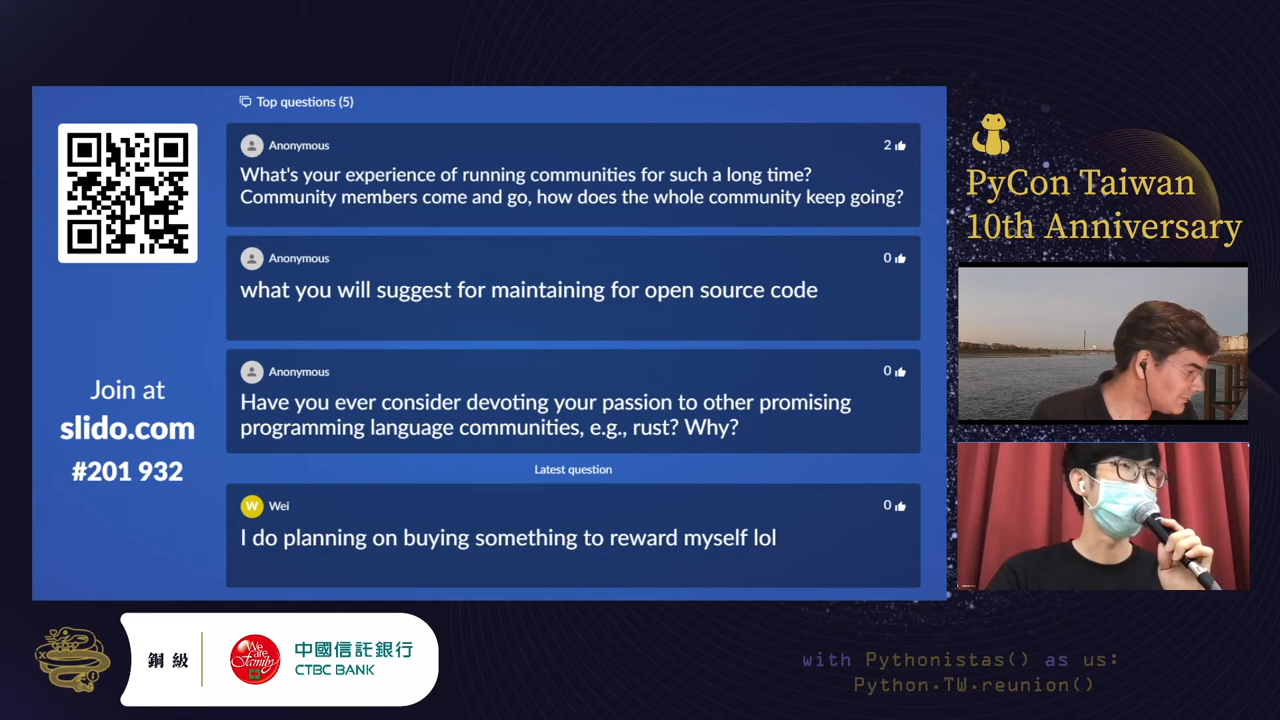 Top questions (5)
Anonymous
2
What's your experience of running communities for such a long time?
Community members come and go, how does the whole community keep going?
Anonymous
0
what you will suggest for maintaining for open source code
Anonymous
0
Have you ever consider devoting your passion to other promising
programming language communities, e.g., rust? Why?
Latest question
W
Wei
0
I do planning on buying something to reward myself lol
Join at
slido.com
#201 932
PyCon Taiwan
10th Anniversary
銅級
We are Family
中國信託銀行
CTBC BANK
with Pythonistas() as us:
Python.TW.reunion()